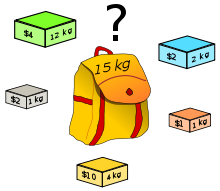 ?
$4 12 kg
$2 2 kg
15 kg
$2 1 kg
$1 1 kg
$10 4 kg